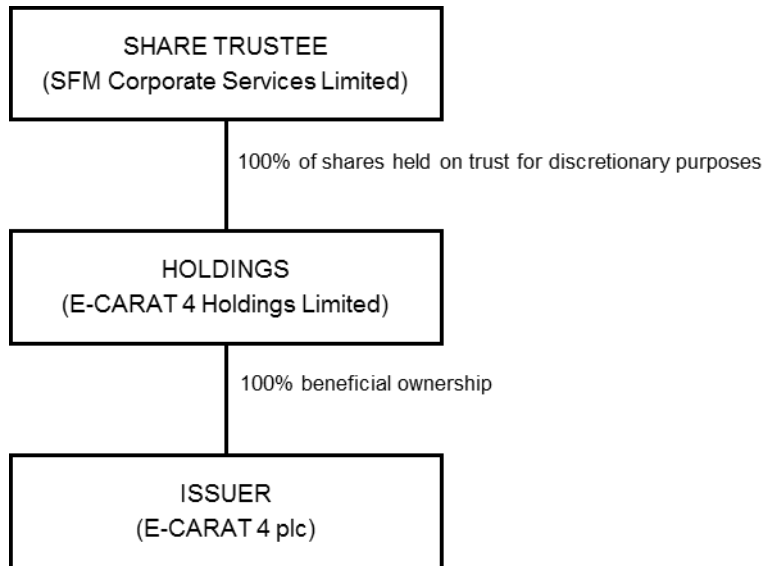 SHARE TRUSTEE
(SFM Corporate Services Limited)
100% of shares held on trust for discretionary purposes
HOLDINGS
(E-CARAT 4 Holdings Limited)
100% beneficial ownership
ISSUER
(E-CARAT 4 plc)